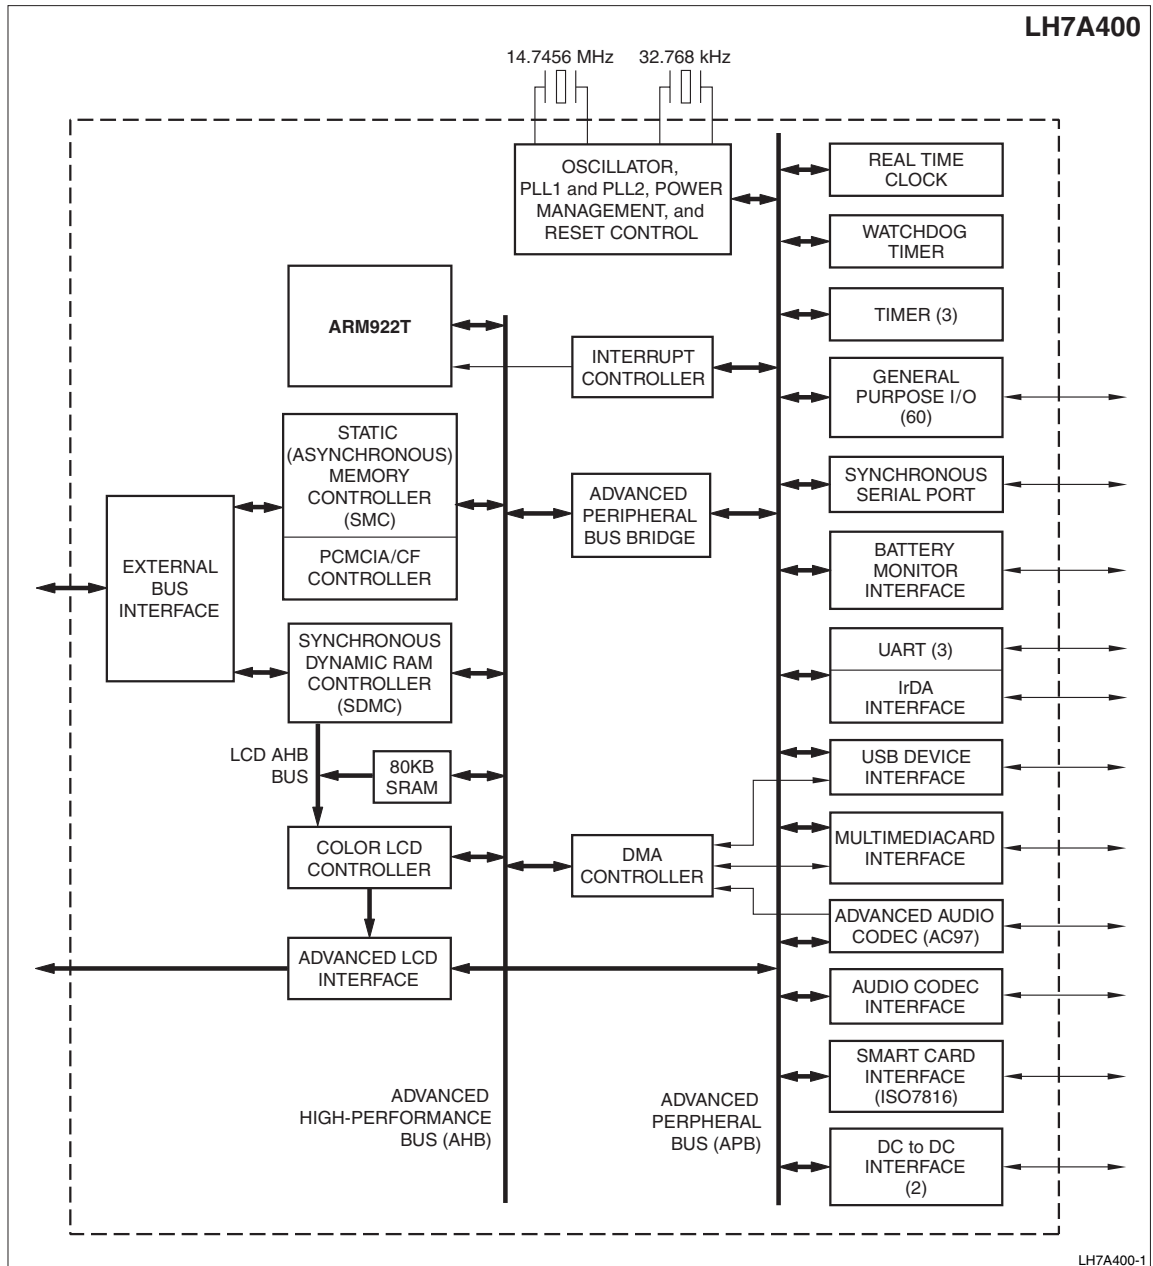 LH7A400
14.7456 MHz
32.768 kHz
OSCILLATOR,
PLL1 and PLL2, POWER
MANAGEMENT, and
RESET CONTROL
REAL TIME
CLOCK
WATCHDOG
TIMER
ARM922T
TIMER (3)
INTERRUPT
CONTROLLER
GENERAL
PURPOSE I/O
(60)
STATIC
(ASYNCHRONOUS)
MEMORY
CONTROLLER
(SMC)
PCMCIA/CF
CONTROLLER
ADVANCED
PERIPHERAL
BUS BRIDGE
SYNCHRONOUS
SERIAL PORT
EXTERNAL
BUS
INTERFACE
BATTERY
MONITOR
INTERFACE
SYNCHRONOUS
DYNAMIC RAM
CONTROLLER
(SDMC)
UART (3)
IrDA
INTERFACE
LCD AHB
BUS
80KB
SRAM
USB DEVICE
INTERFACE
COLOR LCD
CONTROLLER
DMA
CONTROLLER
MULTIMEDIACARD
INTERFACE
ADVANCED AUDIO
CODEC (AC97)
ADVANCED LCD
INTERFACE
AUDIO CODEC
INTERFACE
SMART CARD
INTERFACE
(ISO7816)
ADVANCED
HIGH-PERFORMANCE
BUS (AHB)
ADVANCED
PERPHERAL
BUS (APB)
DC to DC
INTERFACE
(2)
LH7A400-1